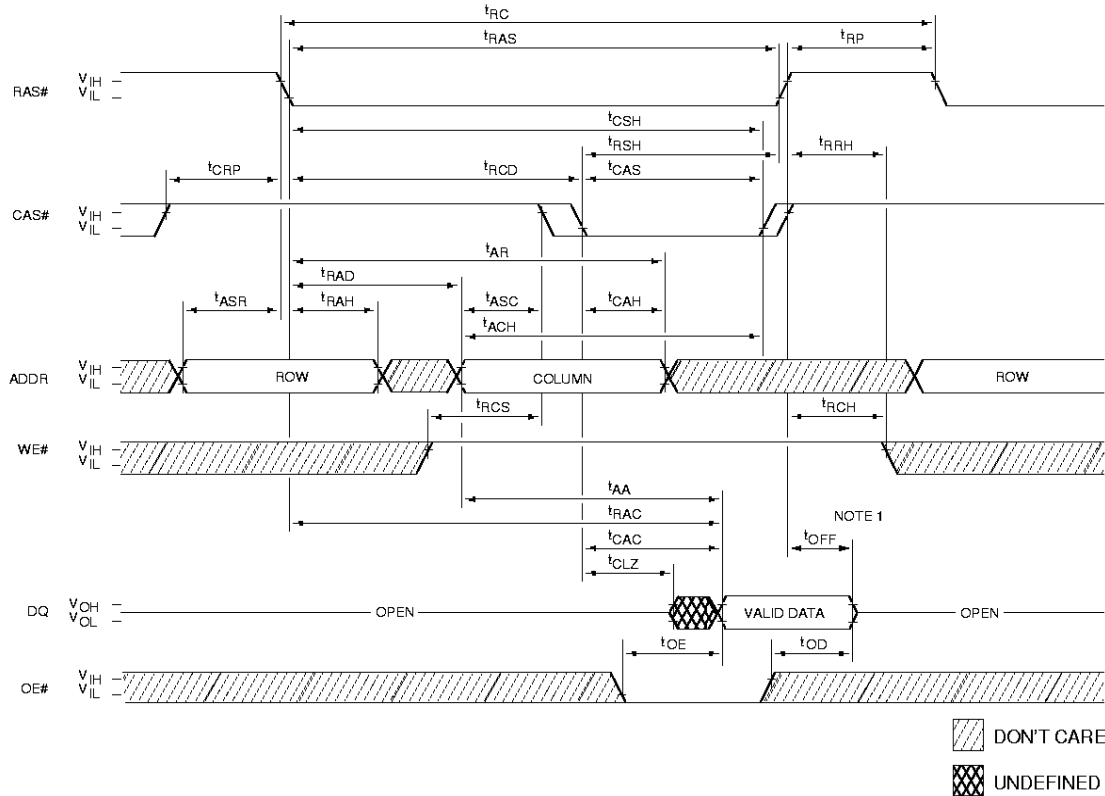 tRC
tRAS tRP
RAS# VIH VIL
tCSH
tRSH tRRH
tCRP tRCD tCAS
CAS# VIH VIL
tAR
tRAD
tASR tRAH tASC tCAH
tACH
ADDR VIH VIL ROW COLUMN ROW
tRCS tRCH
WE# VIH VIL
tAA
tRAC NOTE 1
tCAC tOFF
tCLZ
DQ VOH VOL OPEN VALID DATA OPEN
tOE tOD
OE# VIH VIL
DON'T CARE
UNDEFINED